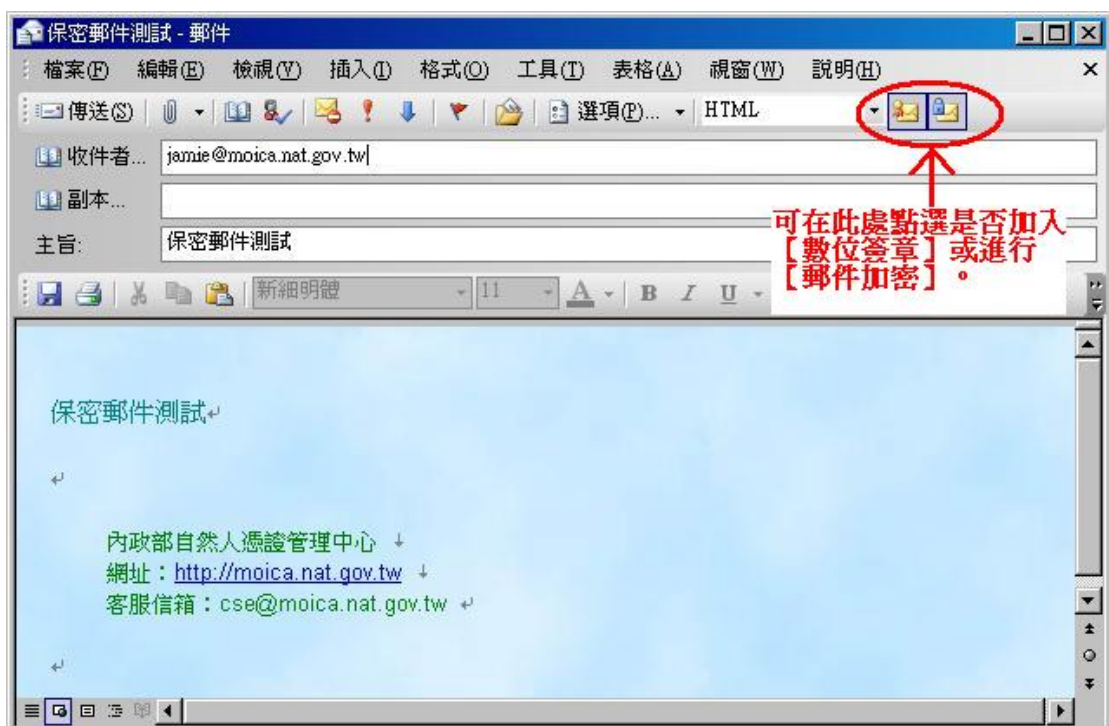 保密郵件測試 - 郵件
檔案(F) 編輯(E) 檢視(V) 插入(I) 格式(O) 工具(T) 表格(A) 視窗(W) 說明(H)
傳送(S) 選項(P)... HTML
收件者... jamie@moica.nat.gov.tw
副本...
主旨: 保密郵件測試
可在此處點選是否加入
【數位簽章】或進行
【郵件加密】。
新細明體 11 A B I U
保密郵件測試
內政部自然人憑證管理中心
網址：http://moica.nat.gov.tw
客服信箱：cse@moica.nat.gov.tw